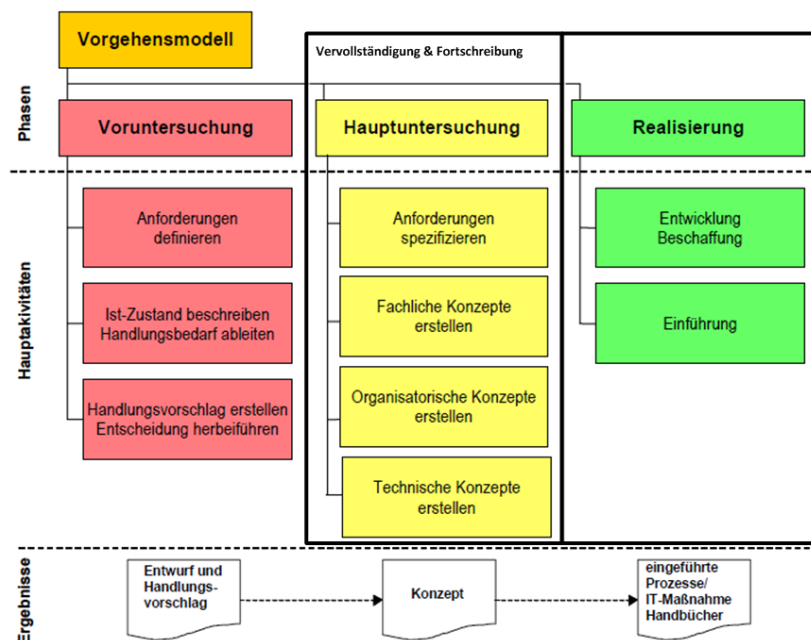 Vorgehensmodell
Vervollständigung & Fortschreibung
Phasen
Voruntersuchung
Hauptuntersuchung
Realisierung
Hauptakivitäten
Anforderungen
definieren
Anforderungen
spezifizieren
Entwicklung
Beschaffung
Ist-Zustand beschreiben
Handlungsbedarf ableiten
Fachliche Konzepte
erstellen
Einführung
Handlungsvorschlag erstellen
Entscheidung herbeiführen
Organisatorische Konzepte
erstellen
Technische Konzepte
erstellen
Ergebnisse
Entwurf und
Handlungs-
vorschlag
Konzept
eingeführte
Prozesse/
IT-Maßnahme
Handbücher